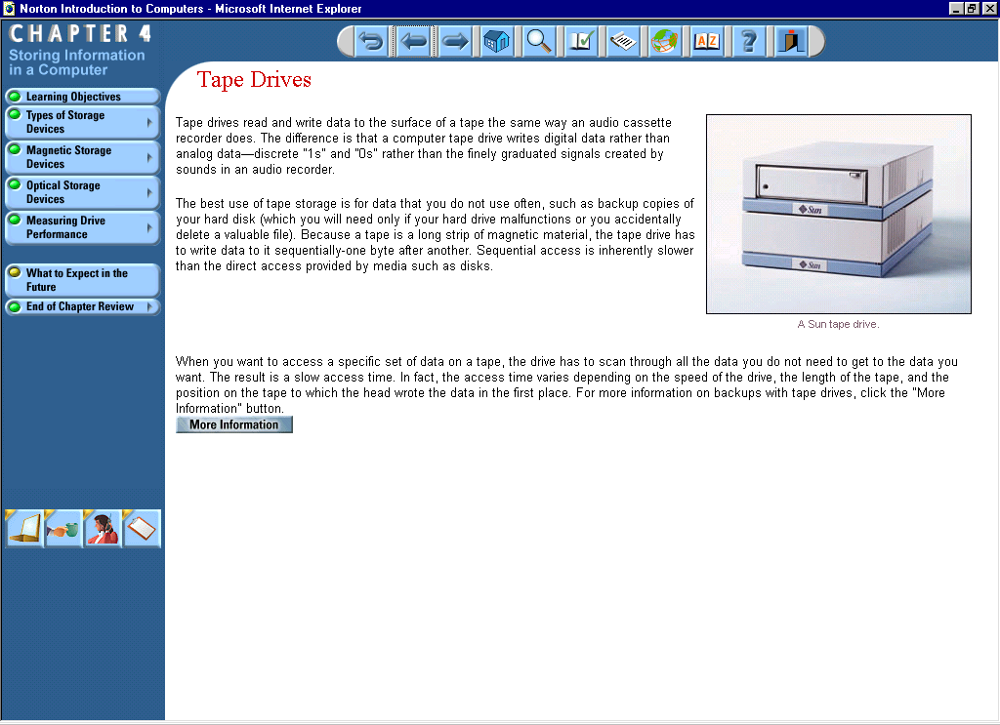 Norton Introduction to Computers - Microsoft Internet Explorer
CHAPTER 4
Storing Information
in a Computer
Learning Objectives
Types of Storage
Devices
Magnetic Storage
Devices
Optical Storage
Devices
Measuring Drive
Performance
What to Expect in the
Future
End of Chapter Review
AZ
?
Tape Drives
Tape drives read and write data to the surface of a tape the same way an audio cassette
recorder does. The difference is that a computer tape drive writes digital data rather than
analog data—discrete "1s" and "0s" rather than the finely graduated signals created by
sounds in an audio recorder.
The best use of tape storage is for data that you do not use often, such as backup copies of
your hard disk (which you will need only if your hard drive malfunctions or you accidentally
delete a valuable file). Because a tape is a long strip of magnetic material, the tape drive has
to write data to it sequentially-one byte after another. Sequential access is inherently slower
than the direct access provided by media such as disks.
Sun
Sun
A Sun tape drive.
When you want to access a specific set of data on a tape, the drive has to scan through all the data you do not need to get to the data you
want. The result is a slow access time. In fact, the access time varies depending on the speed of the drive, the length of the tape, and the
position on the tape to which the head wrote the data in the first place. For more information on backups with tape drives, click the "More
Information" button.
More Information